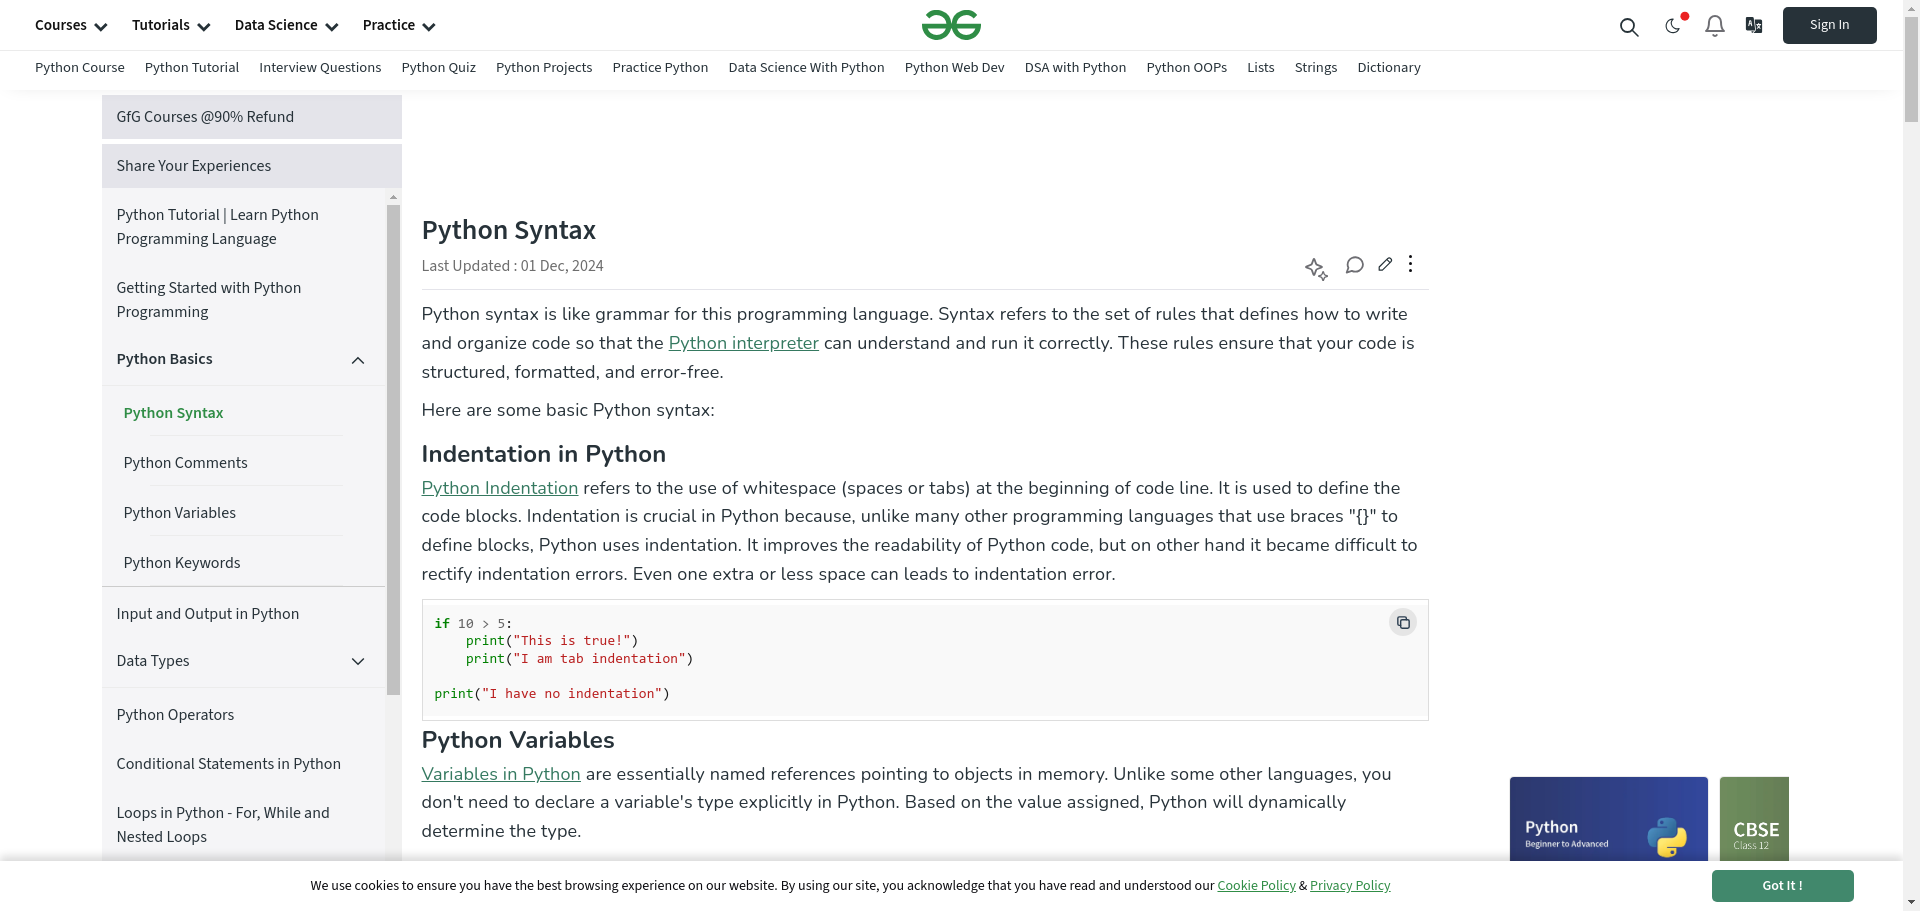 Courses Tutorials Data Science Practice
Sign In
Python Course Python Tutorial Interview Questions Python Quiz Python Projects Practice Python Data Science With Python Python Web Dev DSA with Python Python OOPs Lists Strings Dictionary
GfG Courses @90% Refund
Share Your Experiences
Python Tutorial | Learn Python
Programming Language
Getting Started with Python
Programming
Python Basics
Python Syntax
Python Comments
Python Variables
Python Keywords
Input and Output in Python
Data Types
Python Operators
Conditional Statements in Python
Loops in Python - For, While and
Nested Loops
Python Syntax
Last Updated : 01 Dec, 2024
Python syntax is like grammar for this programming language. Syntax refers to the set of rules that defines how to write
and organize code so that the Python interpreter can understand and run it correctly. These rules ensure that your code is
structured, formatted, and error-free.
Here are some basic Python syntax:
Indentation in Python
Python Indentation refers to the use of whitespace (spaces or tabs) at the beginning of code line. It is used to define the
code blocks. Indentation is crucial in Python because, unlike many other programming languages that use braces "{}" to
define blocks, Python uses indentation. It improves the readability of Python code, but on other hand it became difficult to
rectify indentation errors. Even one extra or less space can leads to indentation error.
if 10 > 5:
    print("This is true!")
    print("I am tab indentation")
print("I have no indentation")
Python Variables
Variables in Python are essentially named references pointing to objects in memory. Unlike some other languages, you
don't need to declare a variable's type explicitly in Python. Based on the value assigned, Python will dynamically
determine the type.
Python
Beginner to Advanced
CBSE
Class 12
We use cookies to ensure you have the best browsing experience on our website. By using our site, you acknowledge that you have read and understood our Cookie Policy & Privacy Policy
Got It !